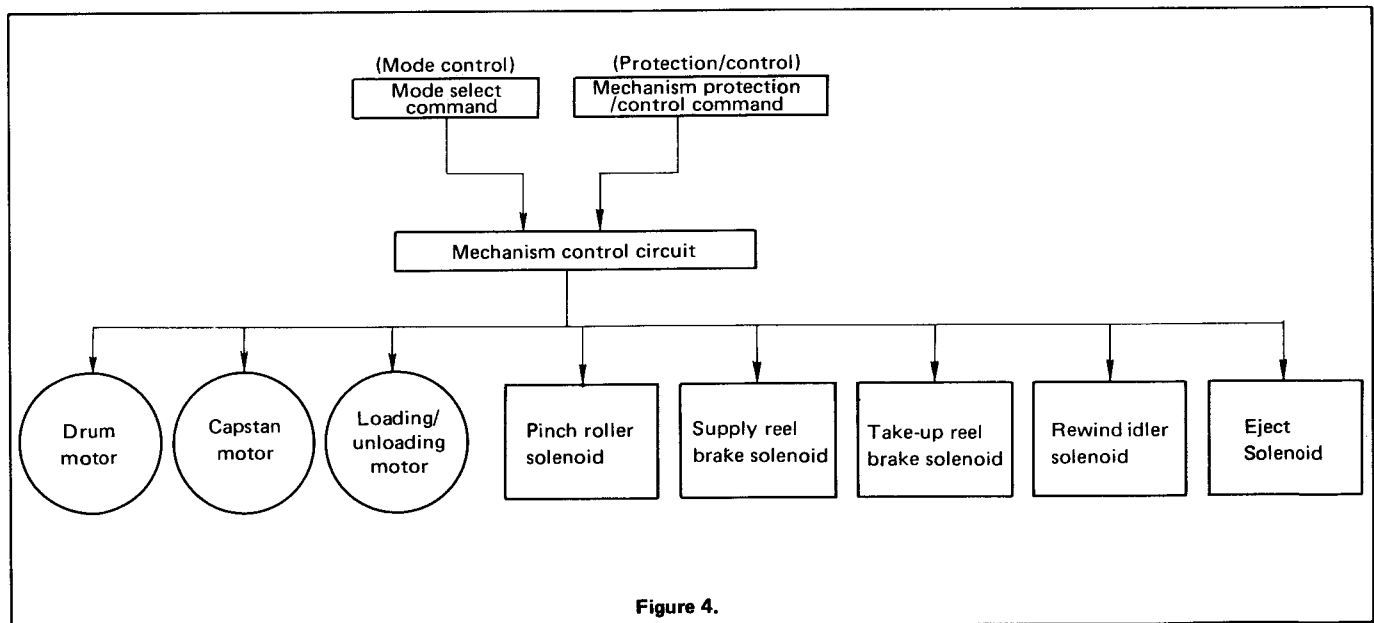 (Mode control)
Mode select
command
(Protection/control)
Mechanism protection
/control command
Mechanism control circuit
Drum
motor
Capstan
motor
Loading/
unloading
motor
Pinch roller
solenoid
Supply reel
brake solenoid
Take-up reel
brake solenoid
Rewind idler
solenoid
Eject
Solenoid
Figure 4.